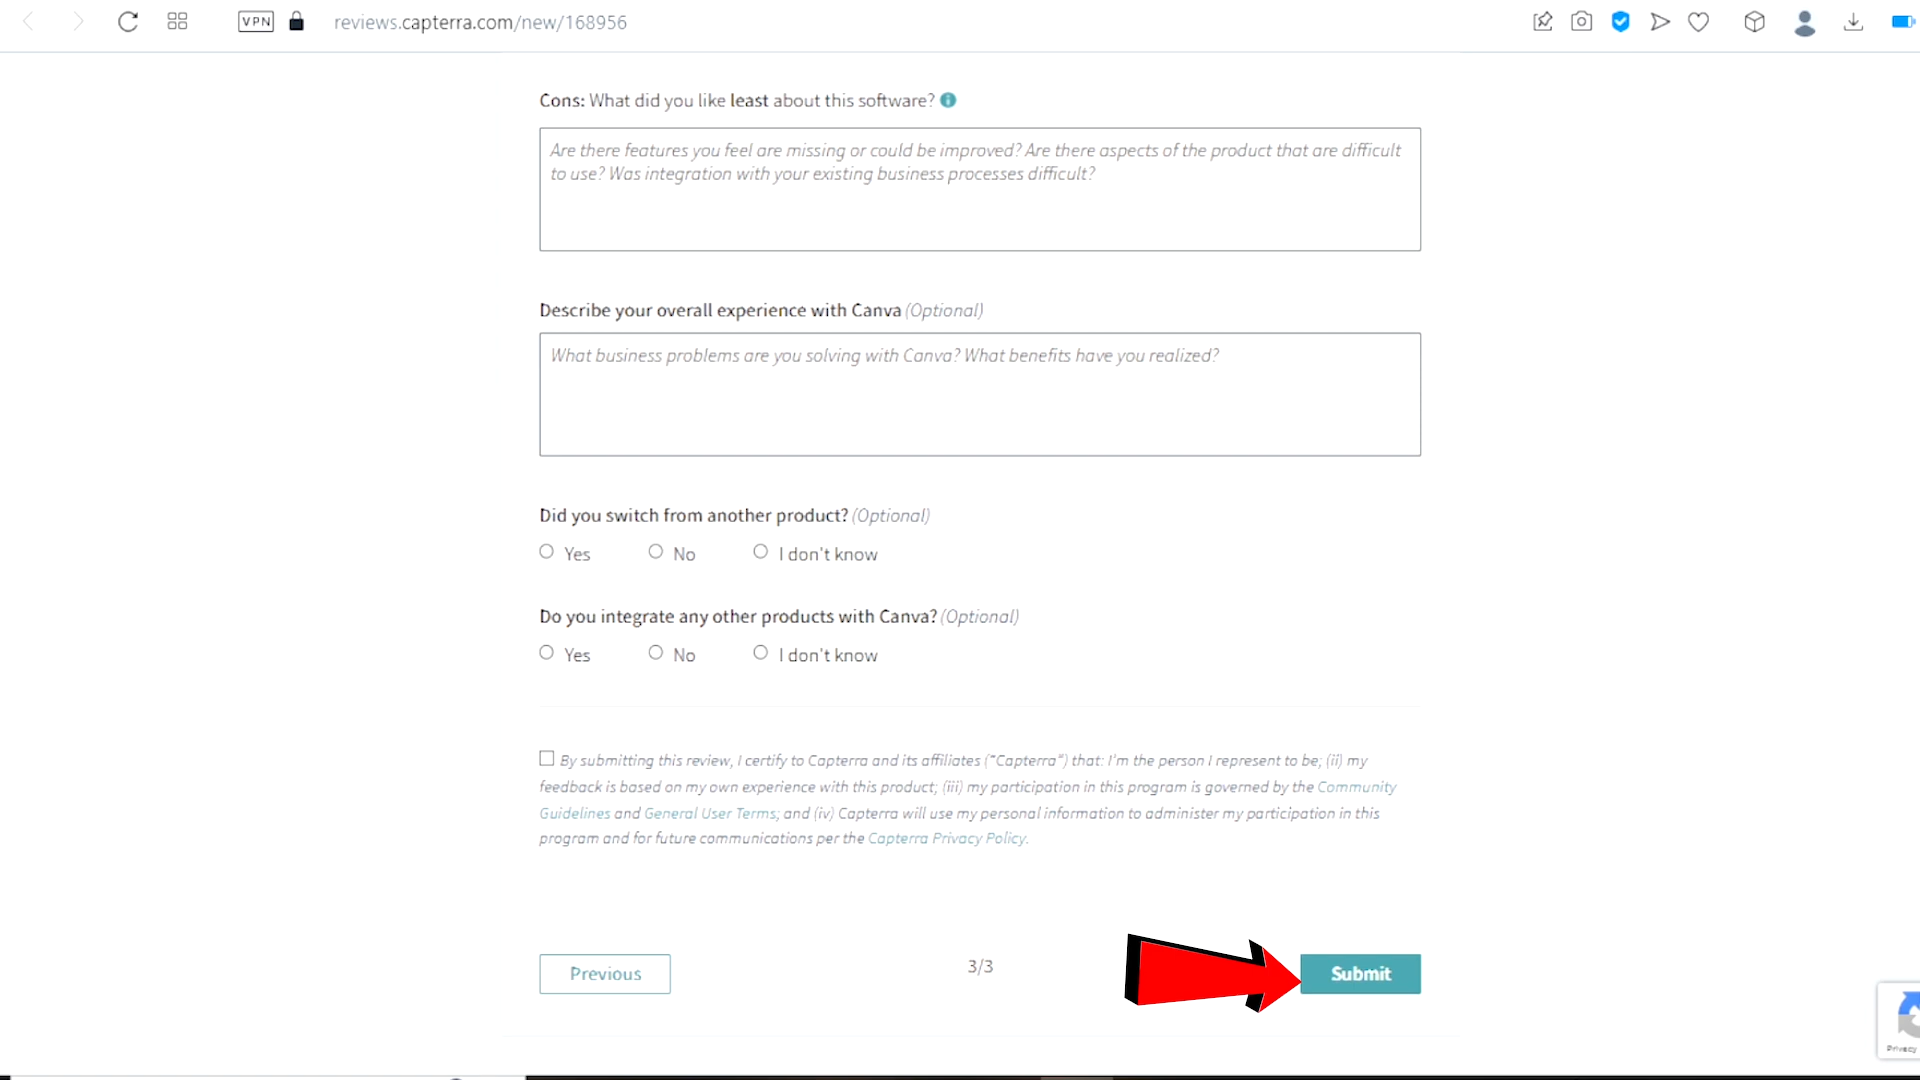 VPN
reviews.capterra.com/new/168956
Cons: What did you like least about this software?
Are there features you feel are missing or could be improved? Are there aspects of the product that are difficult
to use? Was integration with your existing business processes difficult?
Describe your overall experience with Canva (Optional)
What business problems are you solving with Canva? What benefits have you realized?
Did you switch from another product? (Optional)
Yes No I don't know
Do you integrate any other products with Canva? (Optional)
Yes No I don't know
By submitting this review, I certify to Capterra and its affiliates ("Capterra") that: I'm the person I represent to be; (ii) my
feedback is based on my own experience with this product; (iii) my participation in this program is governed by the Community
Guidelines and General User Terms; and (iv) Capterra will use my personal information to administer my participation in this
program and for future communications per the Capterra Privacy Policy.
Previous 3/3 Submit
Privacy